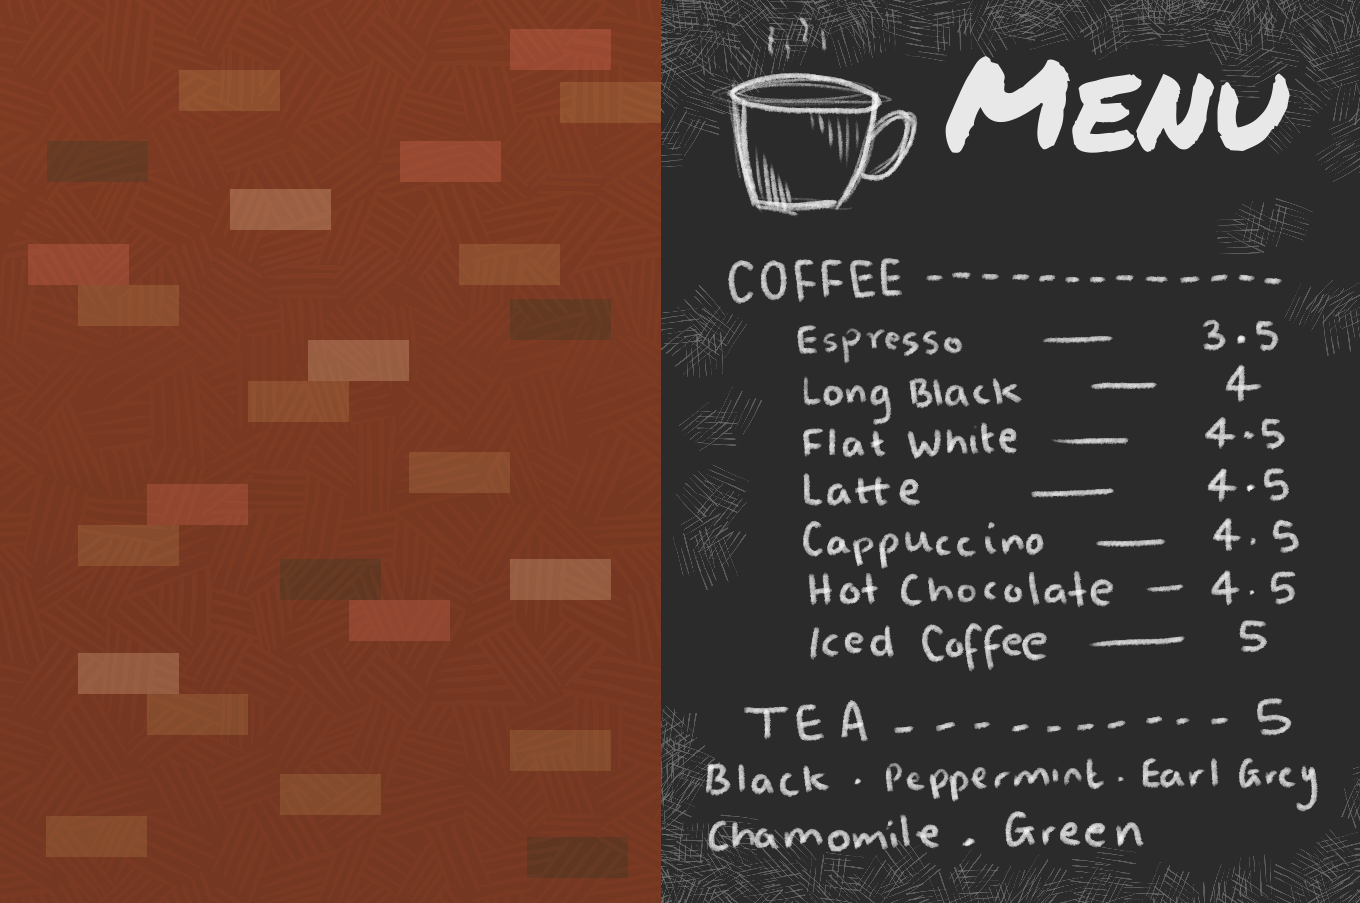 MENU
COFFEE ------------
Espresso — 3.5
Long Black — 4
Flat White — 4.5
Latte — 4.5
Cappuccino — 4.5
Hot Chocolate — 4.5
Iced Coffee — 5
TEA ---------- 5
Black · Peppermint · Earl Grey
Chamomile . Green